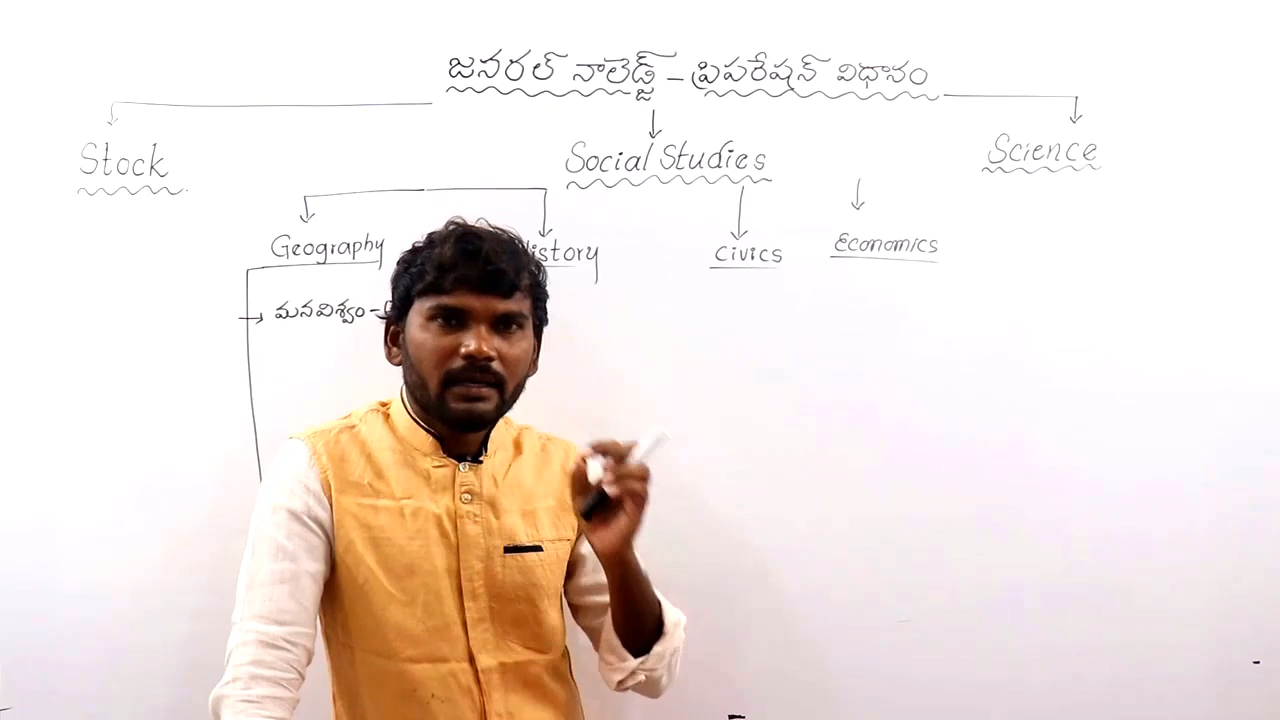 జనరల్ నాలెడ్జ్ - ప్రిపరేషన్ విధానం
Stock
Social Studies
Science
Geography
istory
Civics
Economics
మనవిశ్వం -